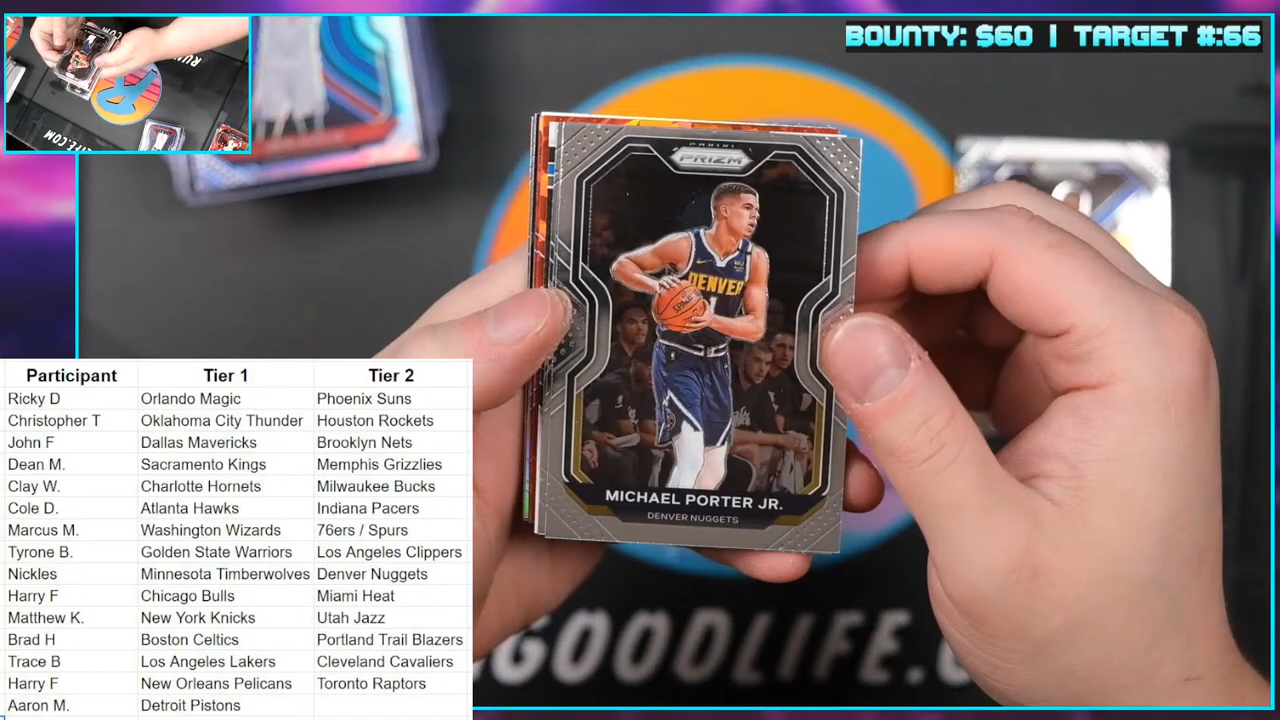 BOUNTY: $60 | TARGET #:66
PANINI
PRIZM
DENVER
1
MICHAEL PORTER JR.
DENVER NUGGETS
GOODLIFE.COM
Participant Tier 1 Tier 2
Ricky D Orlando Magic Phoenix Suns
Christopher T Oklahoma City Thunder Houston Rockets
John F Dallas Mavericks Brooklyn Nets
Dean M. Sacramento Kings Memphis Grizzlies
Clay W. Charlotte Hornets Milwaukee Bucks
Cole D. Atlanta Hawks Indiana Pacers
Marcus M. Washington Wizards 76ers / Spurs
Tyrone B. Golden State Warriors Los Angeles Clippers
Nickles Minnesota Timberwolves Denver Nuggets
Harry F Chicago Bulls Miami Heat
Matthew K. New York Knicks Utah Jazz
Brad H Boston Celtics Portland Trail Blazers
Trace B Los Angeles Lakers Cleveland Cavaliers
Harry F New Orleans Pelicans Toronto Raptors
Aaron M. Detroit Pistons